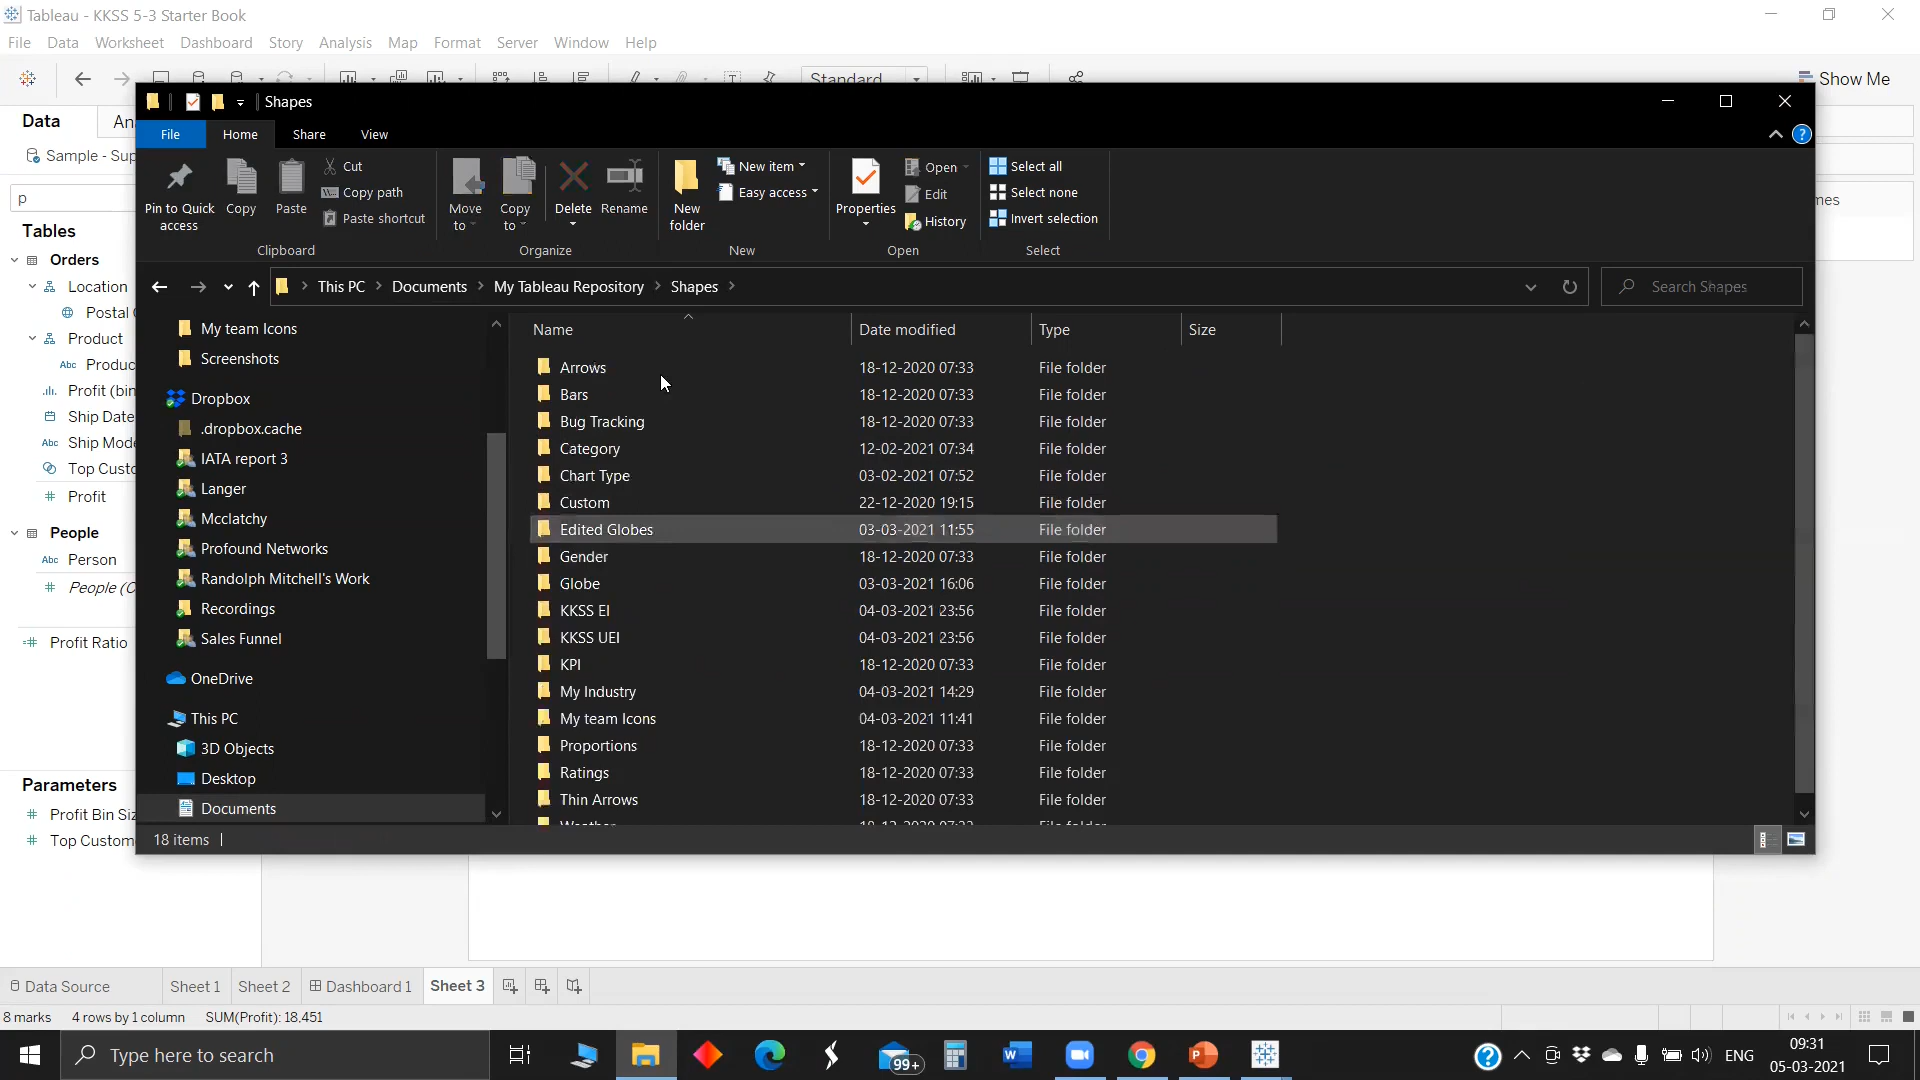 Tableau - KKSS 5-3 Starter Book
File Data Worksheet Dashboard Story Analysis Map Format Server Window Help
Standard
Show Me
Data
An
Sample - Sup
p
Tables
Orders
Location
Postal
Product
Produc
Profit (bin
Ship Date
Ship Mode
Top Custo
Profit
People
Person
People (C
Profit Ratio
Parameters
Profit Bin Siz
Top Custom
mes
Shapes
File Home Share View
Pin to Quick access
Copy
Paste
Cut
Copy path
Paste shortcut
Clipboard
Move to
Copy to
Delete
Rename
Organize
New folder
New item
Easy access
New
Properties
Open
Edit
History
Open
Select all
Select none
Invert selection
Select
This PC > Documents > My Tableau Repository > Shapes >
Search Shapes
My team Icons
Screenshots
Dropbox
.dropbox.cache
IATA report 3
Langer
Mcclatchy
Profound Networks
Randolph Mitchell's Work
Recordings
Sales Funnel
OneDrive
This PC
3D Objects
Desktop
Documents
Name Date modified Type Size
Arrows 18-12-2020 07:33 File folder
Bars 18-12-2020 07:33 File folder
Bug Tracking 18-12-2020 07:33 File folder
Category 12-02-2021 07:34 File folder
Chart Type 03-02-2021 07:52 File folder
Custom 22-12-2020 19:15 File folder
Edited Globes 03-03-2021 11:55 File folder
Gender 18-12-2020 07:33 File folder
Globe 03-03-2021 16:06 File folder
KKSS EI 04-03-2021 23:56 File folder
KKSS UEI 04-03-2021 23:56 File folder
KPI 18-12-2020 07:33 File folder
My Industry 04-03-2021 14:29 File folder
My team Icons 04-03-2021 11:41 File folder
Proportions 18-12-2020 07:33 File folder
Ratings 18-12-2020 07:33 File folder
Thin Arrows 18-12-2020 07:33 File folder
18 items
Data Source Sheet 1 Sheet 2 Dashboard 1 Sheet 3
8 marks 4 rows by 1 column SUM(Profit): 18,451
Type here to search
99+
ENG
09:31
05-03-2021